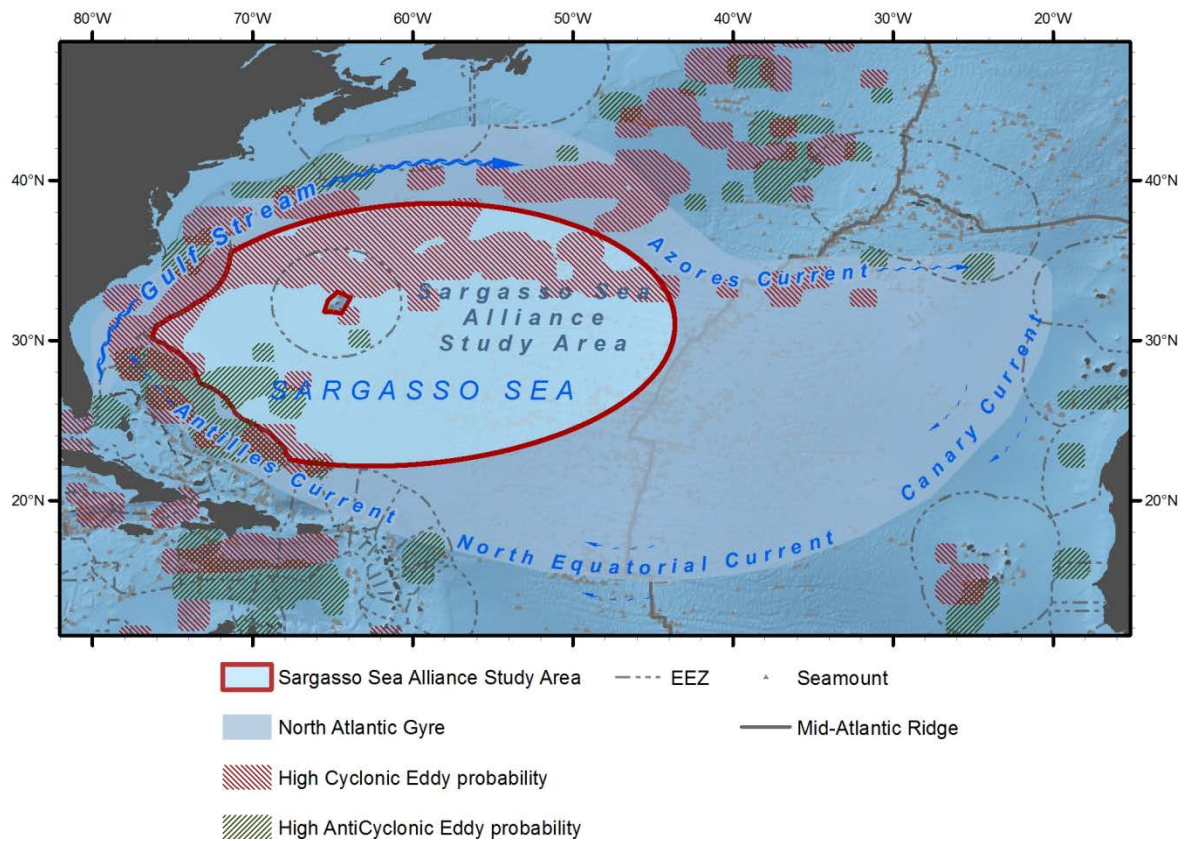 80°W 70°W 60°W 50°W 40°W 30°W 20°W
40°N 40°N
Gulf Stream
Azores Current
Sargasso Sea
Alliance
Study Area
30°N 30°N
SARGASSO SEA
Antilles Current
Canary Current
20°N 20°N
North Equatorial Current
Sargasso Sea Alliance Study Area EEZ Seamount
North Atlantic Gyre Mid-Atlantic Ridge
High Cyclonic Eddy probability
High AntiCyclonic Eddy probability